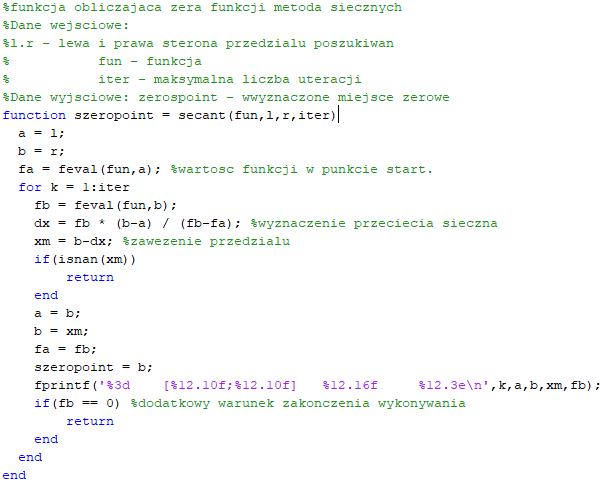 %funkcja obliczajaca zera funkcji metoda siecznych
%Dane wejsciowe:
%l.r - lewa i prawa sterona przedzialu poszukiwan
%          fun - funkcja
%          iter - maksymalna liczba uteracji
%Dane wyjsciowe: zerospoint - wwyznaczone miejsce zerowe
function szeropoint = secant(fun,l,r,iter)
  a = l;
  b = r;
  fa = feval(fun,a); %wartosc funkcji w punkcie start.
  for k = 1:iter
    fb = feval(fun,b);
    dx = fb * (b-a) / (fb-fa); %wyznaczenie przeciecia sieczna
    xm = b-dx; %zawezenie przedzialu
    if(isnan(xm))
        return
    end
    a = b;
    b = xm;
    fa = fb;
    szeropoint = b;
    fprintf('%3d    [%12.10f;%12.10f]   %12.16f     %12.3e\n',k,a,b,xm,fb);
    if(fb == 0) %dodatkowy warunek zakonczenia wykonywania
        return
    end
  end
end